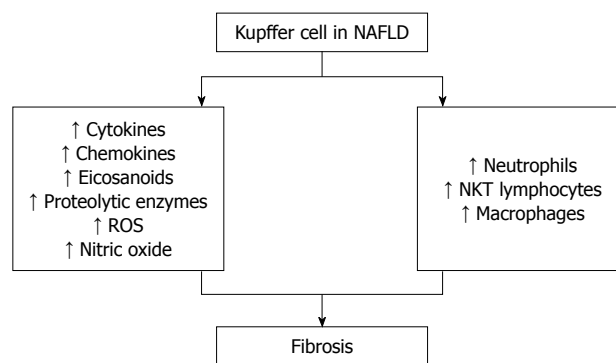 Kupffer cell in NAFLD
↑ Cytokines
↑ Chemokines
↑ Eicosanoids
↑ Proteolytic enzymes
↑ ROS
↑ Nitric oxide
↑ Neutrophils
↑ NKT lymphocytes
↑ Macrophages
Fibrosis